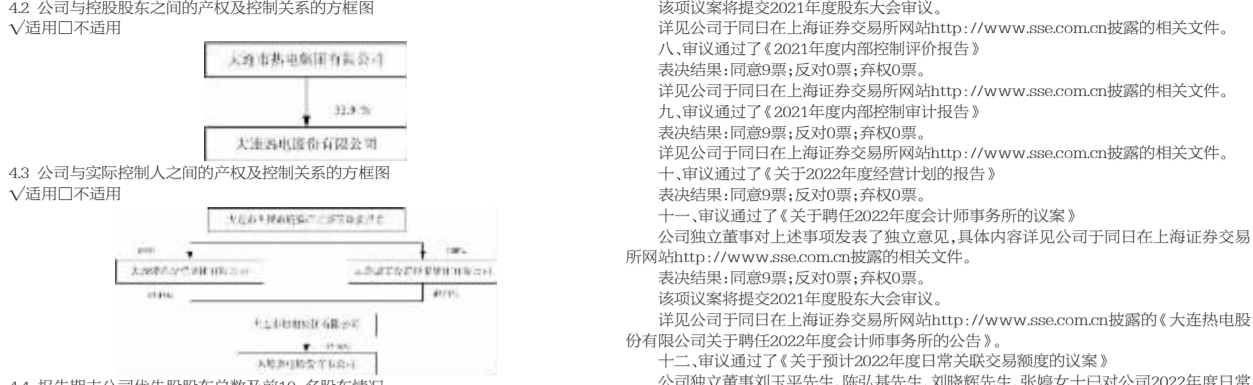 4.2 公司与控股股东之间的产权及控制关系的方框图
√适用□不适用
大连市热电集团有限公司
32.9 %
大连热电股份有限公司
4.3 公司与实际控制人之间的产权及控制关系的方框图
√适用□不适用
4.4 报告期末公司优先股股东总数及前10 名股东情况
该项议案将提交2021年度股东大会审议。
详见公司于同日在上海证券交易所网站http://www.sse.com.cn披露的相关文件。
八、审议通过了《2021年度内部控制评价报告》
表决结果:同意9票;反对0票;弃权0票。
详见公司于同日在上海证券交易所网站http://www.sse.com.cn披露的相关文件。
九、审议通过了《2021年度内部控制审计报告》
表决结果:同意9票;反对0票;弃权0票。
详见公司于同日在上海证券交易所网站http://www.sse.com.cn披露的相关文件。
十、审议通过了《关于2022年度经营计划的报告》
表决结果:同意9票;反对0票;弃权0票。
十一、审议通过了《关于聘任2022年度会计师事务所的议案》
公司独立董事对上述事项发表了独立意见,具体内容详见公司于同日在上海证券交易
所网站http://www.sse.com.cn披露的相关文件。
表决结果:同意9票;反对0票;弃权0票。
该项议案将提交2021年度股东大会审议。
详见公司于同日在上海证券交易所网站http://www.sse.com.cn披露的《大连热电股
份有限公司关于聘任2022年度会计师事务所的公告》。
十二、审议通过了《关于预计2022年度日常关联交易额度的议案》
公司独立董事刘玉平先生、陈弘基先生、刘晓辉先生、张婷女士已对公司2022年度日常